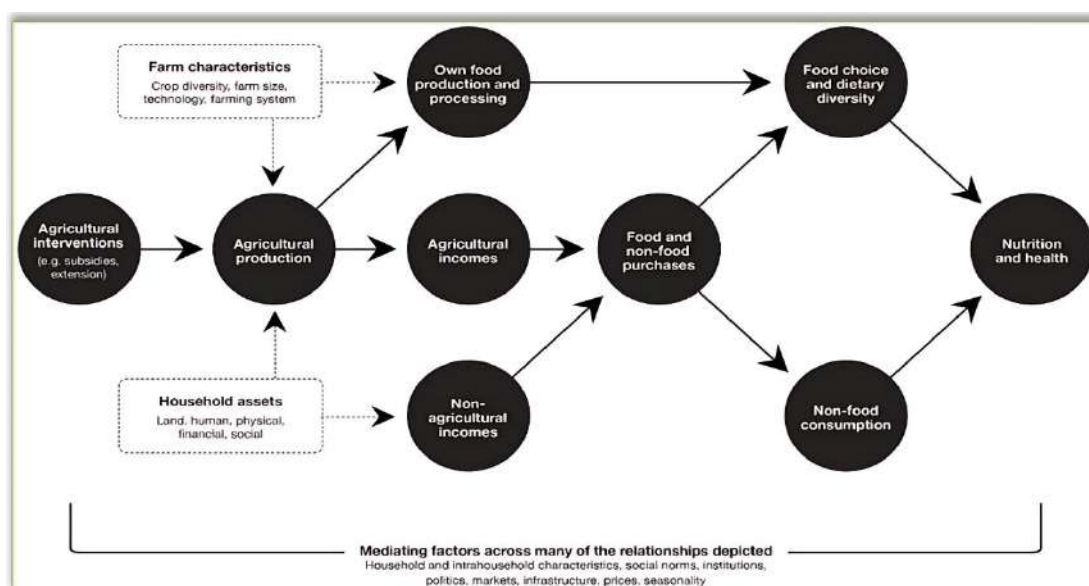 Farm characteristics
Crop diversity, farm size,
technology, farming system
Own food
production and
processing
Food choice
and dietary
diversity
Agricultural
interventions
(e.g. subsidies,
extension)
Agricultural
production
Agricultural
incomes
Food and
non-food
purchases
Nutrition
and health
Household assets
Land, human, physical,
financial, social
Non-
agricultural
incomes
Non-food
consumption
Mediating factors across many of the relationships depicted
Household and intrahousehold characteristics, social norms, institutions,
politics, markets, infrastructure, prices, seasonality